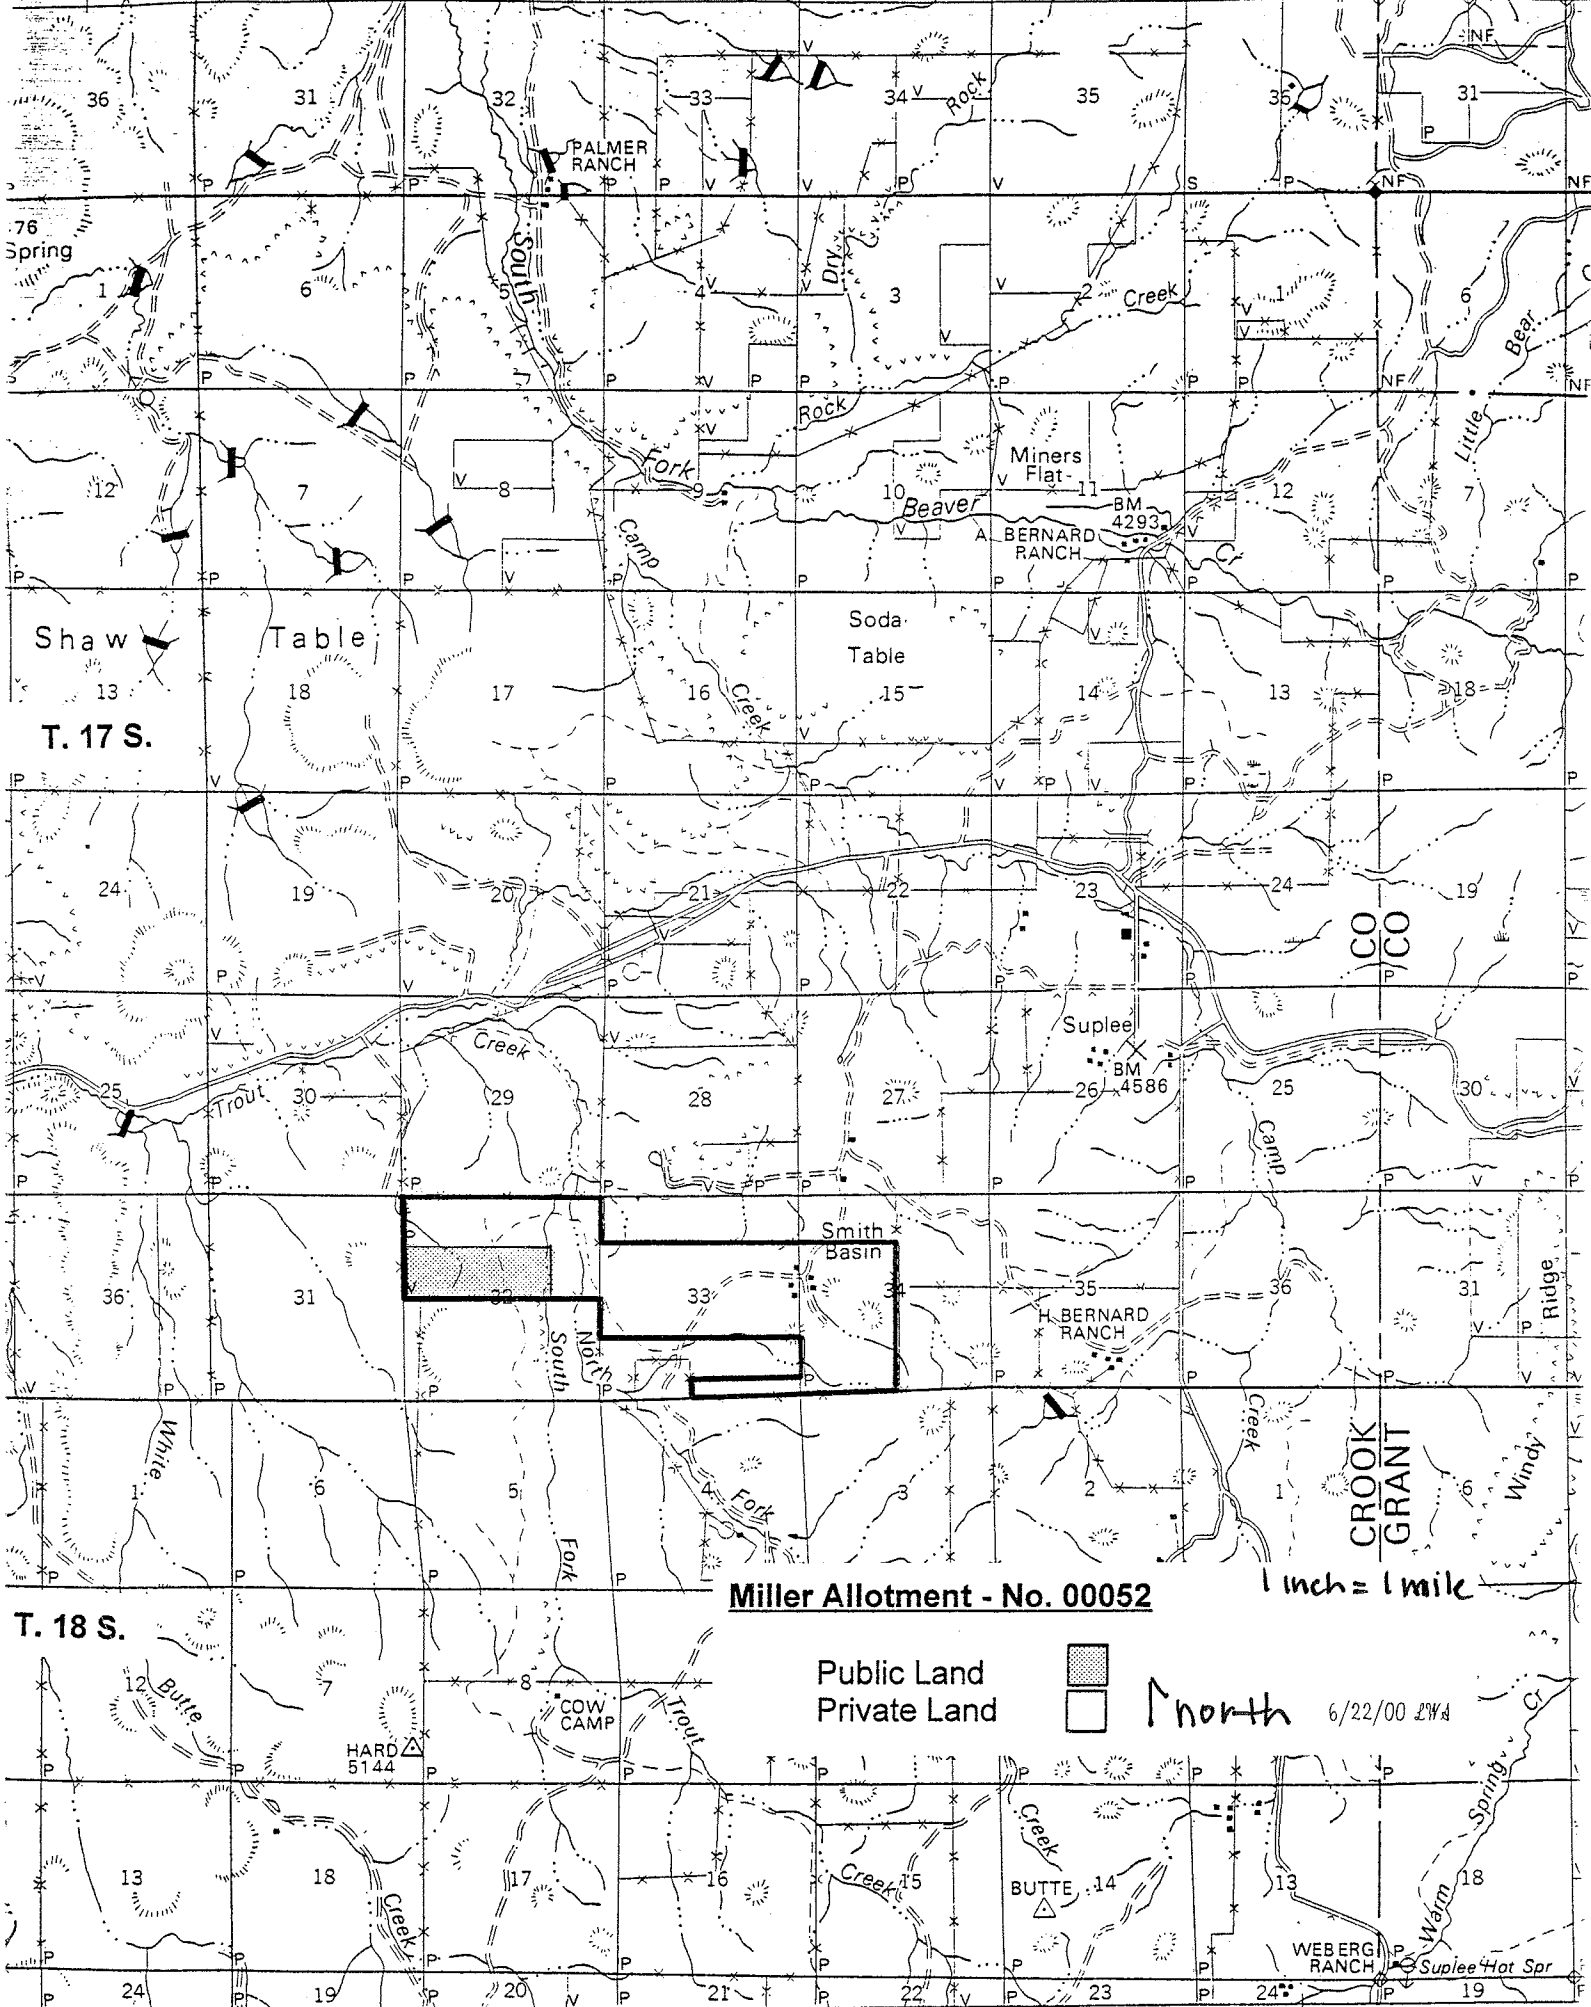 36 31 32 33 V 34 V 35 36 NF 31
Rock
PALMER
RANCH
P
P P P P P V V P V S P NF NF
76
Spring
1 6 South 5 4 V V Dry 3 V 2 Creek 1 6
V V
Bear
P P P V P P P P P NF NF
Rock
Little
V
Fork
Miners
Flat
12 7 V 8 9 10 V 11 12 7
Beaver
BM
4293
V V
A. BERNARD
RANCH
Cr
Camp
P P P V P P P P P
Soda
Table
Shaw Table
V
13 18 17 16 Creek 15 14 13 18
T. 17 S.
V
P V P P P V P V P P P
24 19 20 21 22 23 24 19
CO
CO
V
V P V P P P P P V
Suplee
Creek
V V
BM
4586
25 Trout 30 29 28 27 26 25 30 V
Camp
P P P P V P P P P P V P
Smith
Basin
36 31 V 32 33 34 35 36 31
Ridge
H. BERNARD
RANCH
V P
South North
V P P P P P P P P V V
White
Creek
CROOK
GRANT
Windy
1 6 5 4 Fork 3 2 1 6
Fork
P P P P
1 inch = 1 mile
Miller Allotment - No. 00052
T. 18 S.
Public Land
Private Land
north 6/22/00 LWA
12 Butte 7 8
COW
CAMP
Trout
Cr
HARD
5144
P P P P P P P P
Spring
Creek
13 18 17 16 Creek 15 BUTTE 14 13 18
Creek
Warm
WEBERG
RANCH
P
Suplee Hot Spr
P P P P P P
24 19 20 21 22 23 24 19
P P P V P V P P P